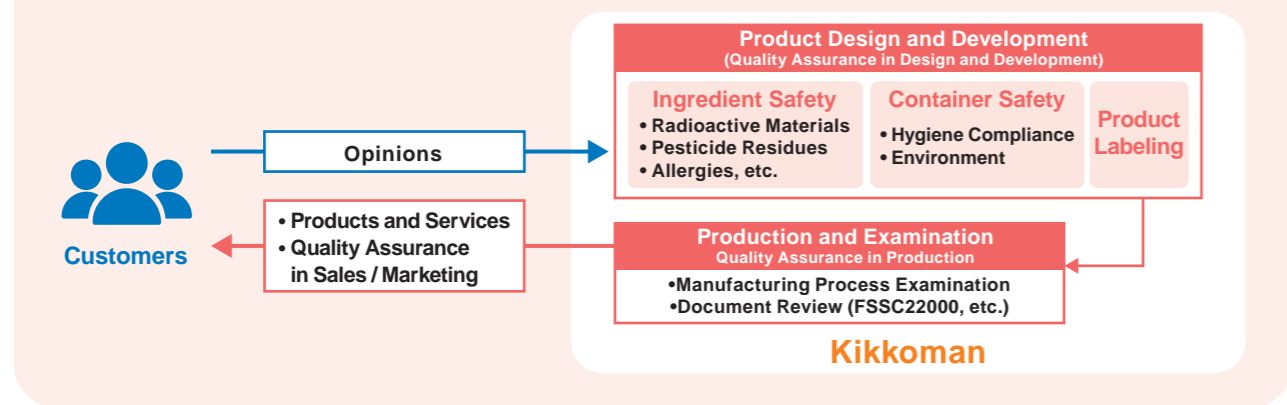 Product Design and Development
(Quality Assurance in Design and Development)
Ingredient Safety
• Radioactive Materials
• Pesticide Residues
• Allergies, etc.
Container Safety
• Hygiene Compliance
• Environment
Product
Labeling
Opinions
Customers
• Products and Services
• Quality Assurance
in Sales / Marketing
Production and Examination
Quality Assurance in Production
•Manufacturing Process Examination
•Document Review (FSSC22000, etc.)
Kikkoman